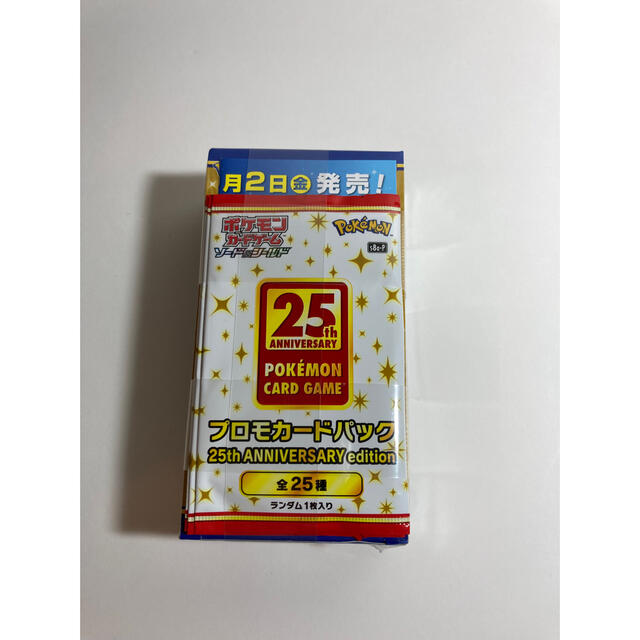 月2日金発売!
ポケモン
カードゲーム
ソード&シールド
POKéMON
s8a-P
25th
ANNIVERSARY
POKÉMON
CARD GAME
プロモカードパック
25th ANNIVERSARY edition
全25種
ランダム1枚入り